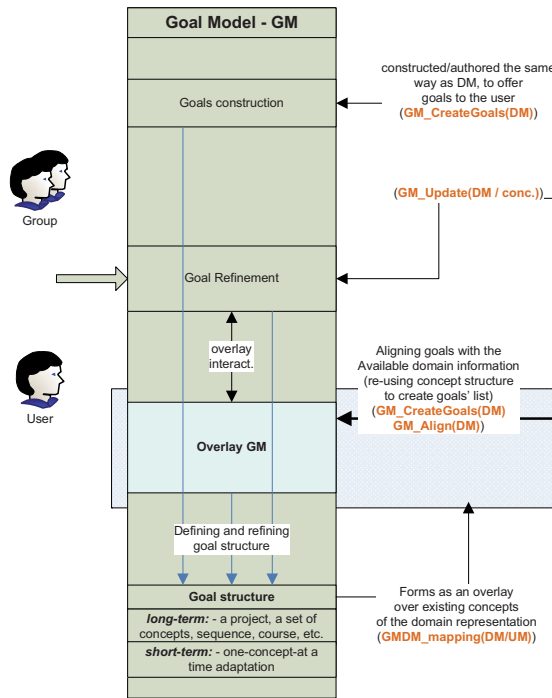 Goal Model - GM
Goals construction
constructed/authored the same
way as DM, to offer
goals to the user
(GM_CreateGoals(DM)
Group
(GM_Update(DM / conc.))
Goal Refinement
overlay
interact.
Aligning goals with the
Available domain information
(re-using concept structure
to create goals' list)
(GM_CreateGoals(DM)
GM_Align(DM))
User
Overlay GM
Defining and refining
goal structure
Goal structure
long-term: - a project, a set of
concepts, sequence, course, etc.
short-term: - one-concept-at a
time adaptation
Forms as an overlay
over existing concepts
of the domain representation
(GMDM_mapping(DM/UM)